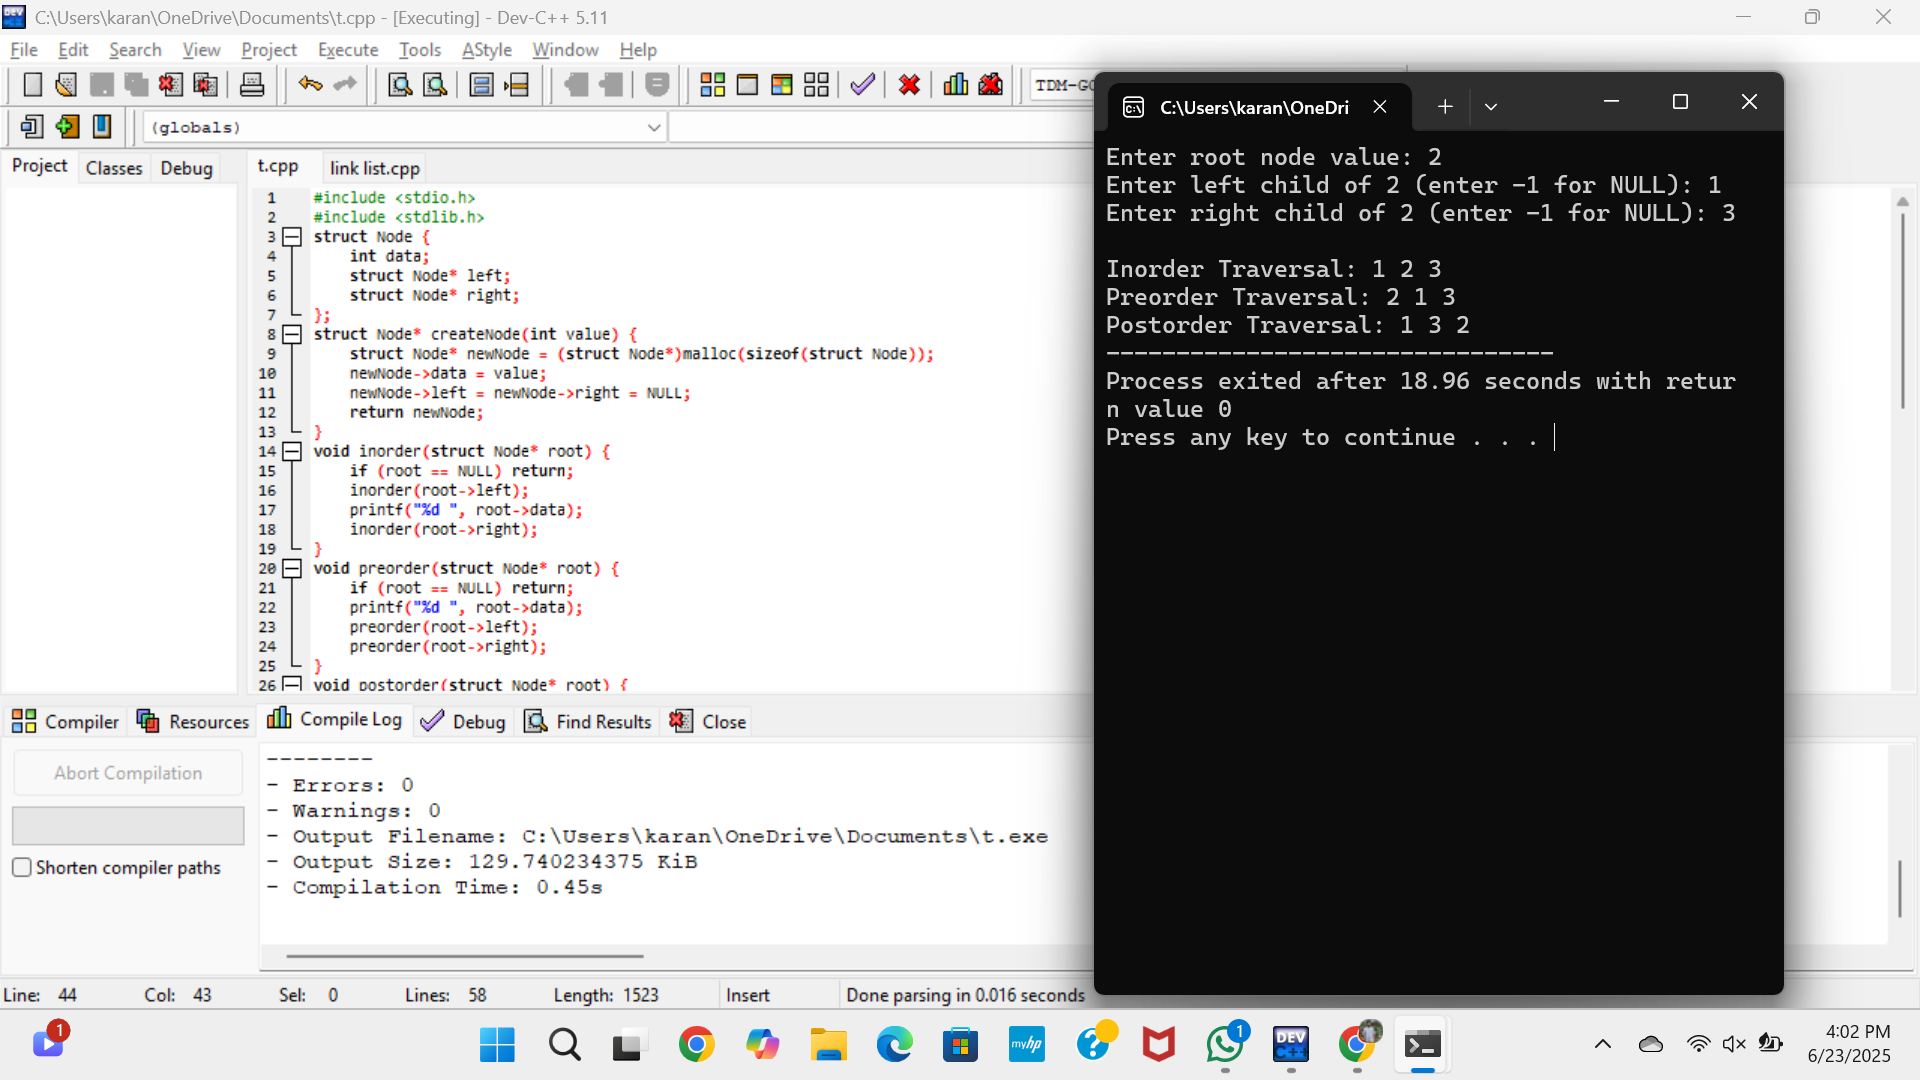 C:\Users\karan\OneDrive\Documents\t.cpp - [Executing] - Dev-C++ 5.11
File Edit Search View Project Execute Tools AStyle Window Help
TDM-GC
(globals)
Project Classes Debug
t.cpp link list.cpp
1 #include <stdio.h>
2 #include <stdlib.h>
3 struct Node {
4 int data;
5 struct Node* left;
6 struct Node* right;
7 };
8 struct Node* createNode(int value) {
9 struct Node* newNode = (struct Node*)malloc(sizeof(struct Node));
10 newNode->data = value;
11 newNode->left = newNode->right = NULL;
12 return newNode;
13 }
14 void inorder(struct Node* root) {
15 if (root == NULL) return;
16 inorder(root->left);
17 printf("%d ", root->data);
18 inorder(root->right);
19 }
20 void preorder(struct Node* root) {
21 if (root == NULL) return;
22 printf("%d ", root->data);
23 preorder(root->left);
24 preorder(root->right);
25 }
26 void postorder(struct Node* root) {
C:\Users\karan\OneDri
Enter root node value: 2
Enter left child of 2 (enter -1 for NULL): 1
Enter right child of 2 (enter -1 for NULL): 3
Inorder Traversal: 1 2 3
Preorder Traversal: 2 1 3
Postorder Traversal: 1 3 2
--------------------------------
Process exited after 18.96 seconds with retur
n value 0
Press any key to continue . . .
Compiler Resources Compile Log Debug Find Results Close
Abort Compilation
Shorten compiler paths
--------
- Errors: 0
- Warnings: 0
- Output Filename: C:\Users\karan\OneDrive\Documents\t.exe
- Output Size: 129.740234375 KiB
- Compilation Time: 0.45s
Line: 44 Col: 43 Sel: 0 Lines: 58 Length: 1523 Insert Done parsing in 0.016 seconds
1
myhp
1
DEV
C++
4:02 PM
6/23/2025